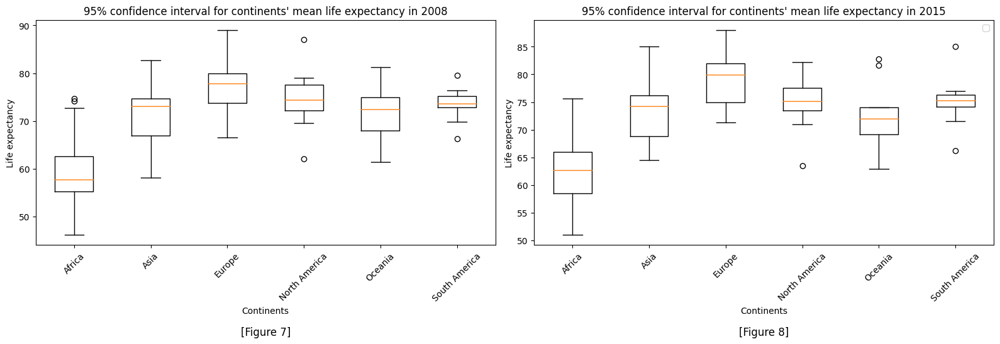 95% confidence interval for continents' mean life expectancy in 2008
90
80
70
60
50
Life expectancy
Africa
Asia
Europe
North America
Oceania
South America
Continents
[Figure 7]
95% confidence interval for continents' mean life expectancy in 2015
85
80
75
70
65
60
55
50
Life expectancy
Africa
Asia
Europe
North America
Oceania
South America
Continents
[Figure 8]